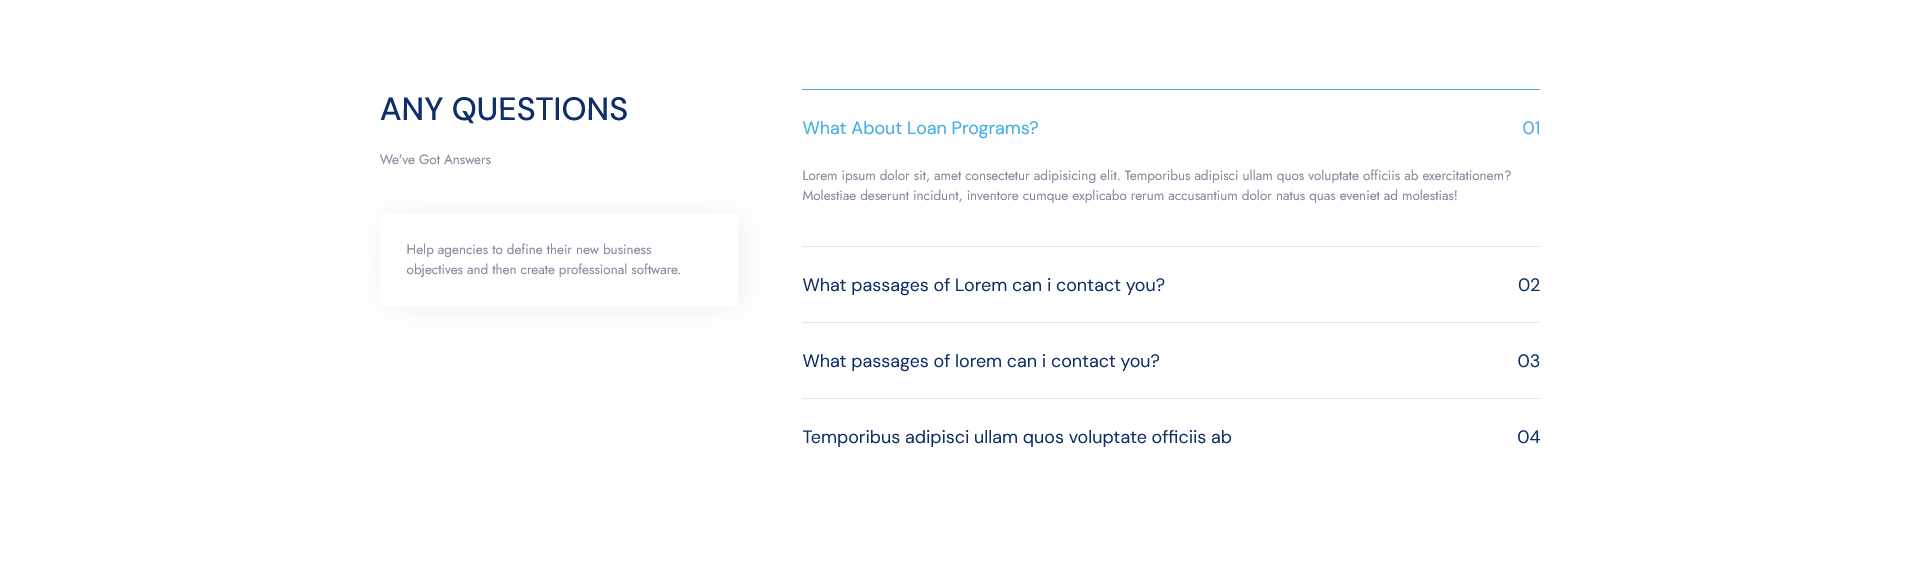 ANY QUESTIONS
We've Got Answers
Help agencies to define their new business
objectives and then create professional software.
What About Loan Programs? 01
Lorem ipsum dolor sit, amet consectetur adipisicing elit. Temporibus adipisci ullam quos voluptate officiis ab exercitationem?
Molestiae deserunt incidunt, inventore cumque explicabo rerum accusantium dolor natus quas eveniet ad molestias!
What passages of Lorem can i contact you? 02
What passages of lorem can i contact you? 03
Temporibus adipisci ullam quos voluptate officiis ab 04